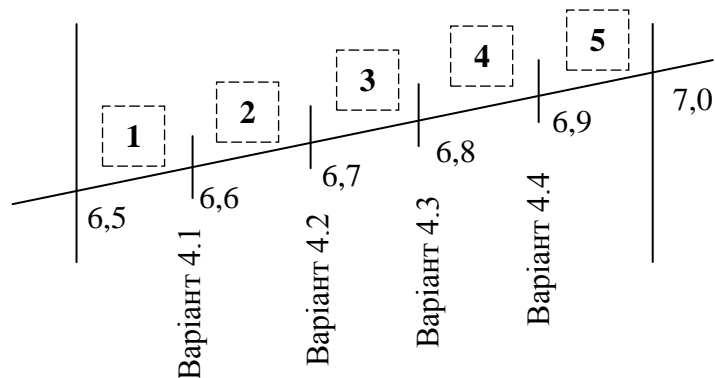 1
2
3
4
5
6,5
6,6
6,7
6,8
6,9
7,0
Варіант 4.1
Варіант 4.2
Варіант 4.3
Варіант 4.4